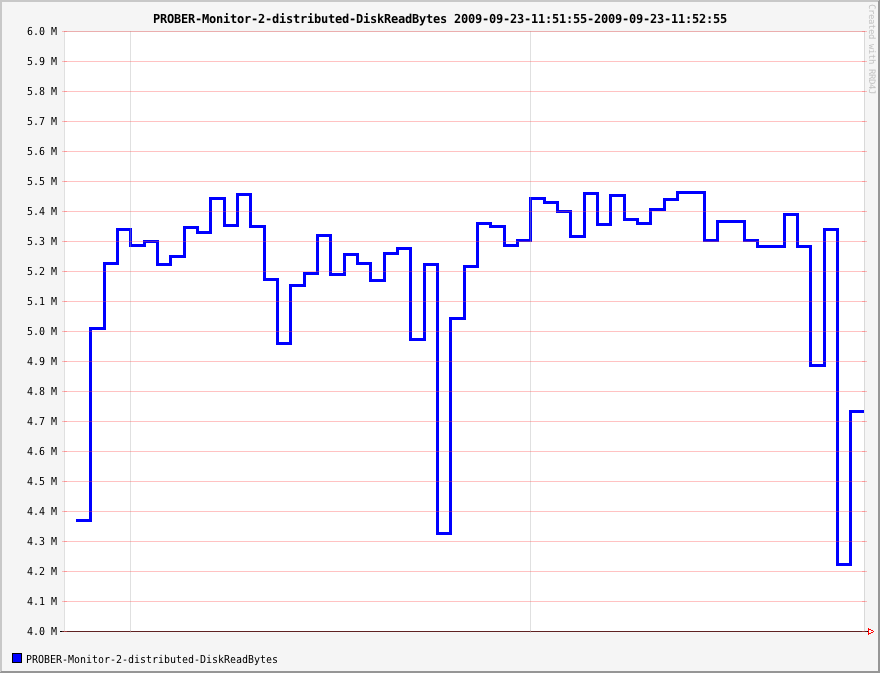 PROBER-Monitor-2-distributed-DiskReadBytes 2009-09-23-11:51:55-2009-09-23-11:52:55
Created with RRD4J
6.0 M
5.9 M
5.8 M
5.7 M
5.6 M
5.5 M
5.4 M
5.3 M
5.2 M
5.1 M
5.0 M
4.9 M
4.8 M
4.7 M
4.6 M
4.5 M
4.4 M
4.3 M
4.2 M
4.1 M
4.0 M
PROBER-Monitor-2-distributed-DiskReadBytes